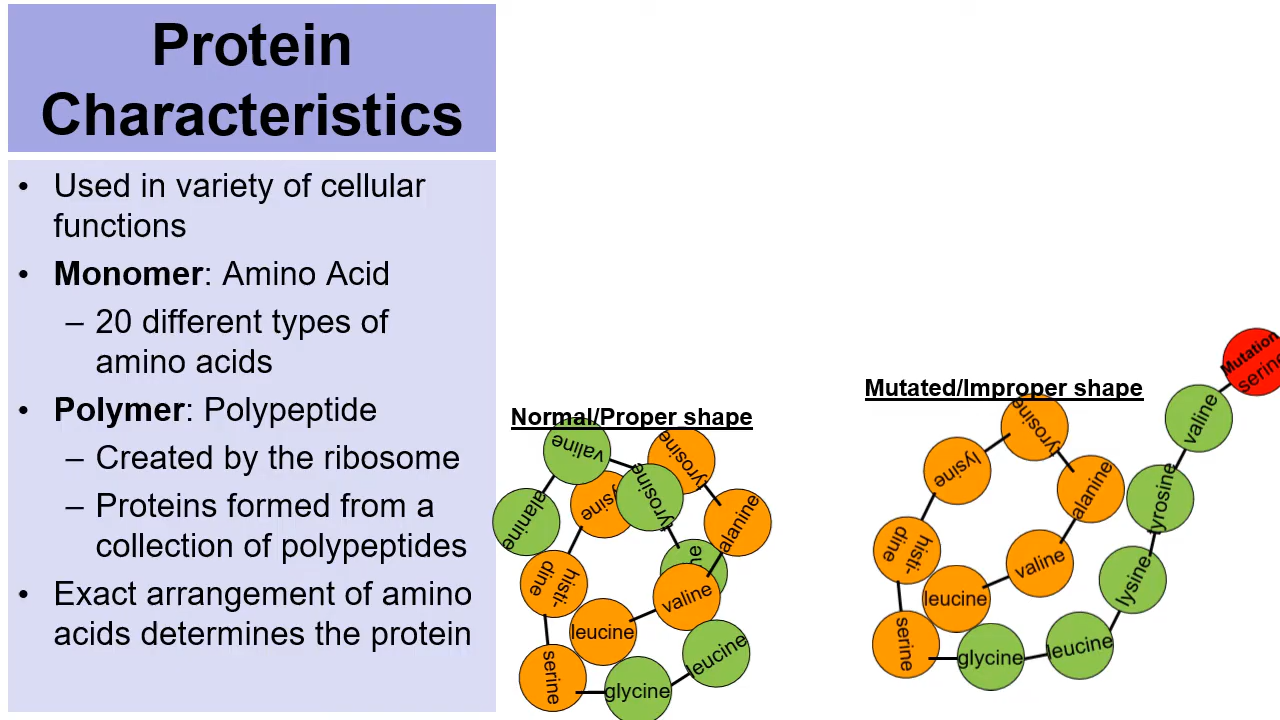 Protein
Characteristics
• Used in variety of cellular
functions
• Monomer: Amino Acid
– 20 different types of
amino acids
• Polymer: Polypeptide
– Created by the ribosome
– Proteins formed from a
collection of polypeptides
• Exact arrangement of amino
acids determines the protein
Normal/Proper shape
valine
tyrosine
alanine
tyrosine
alanine
histi-
dine
valine
leucine
serine
glycine
leucine
Mutated/Improper shape
Mutation
serine
valine
tyrosine
lysine
alanine
tyrosine
histi-
dine
valine
lysine
leucine
serine
glycine
leucine